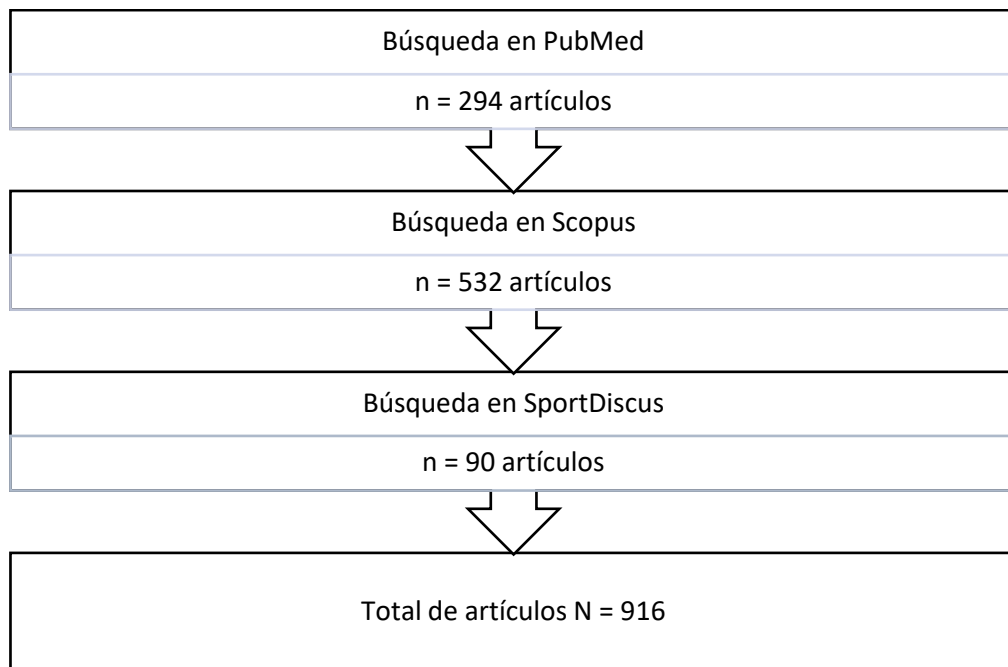 Búsqueda en PubMed
n = 294 artículos
Búsqueda en Scopus
n = 532 artículos
Búsqueda en SportDiscus
n = 90 artículos
Total de artículos N = 916